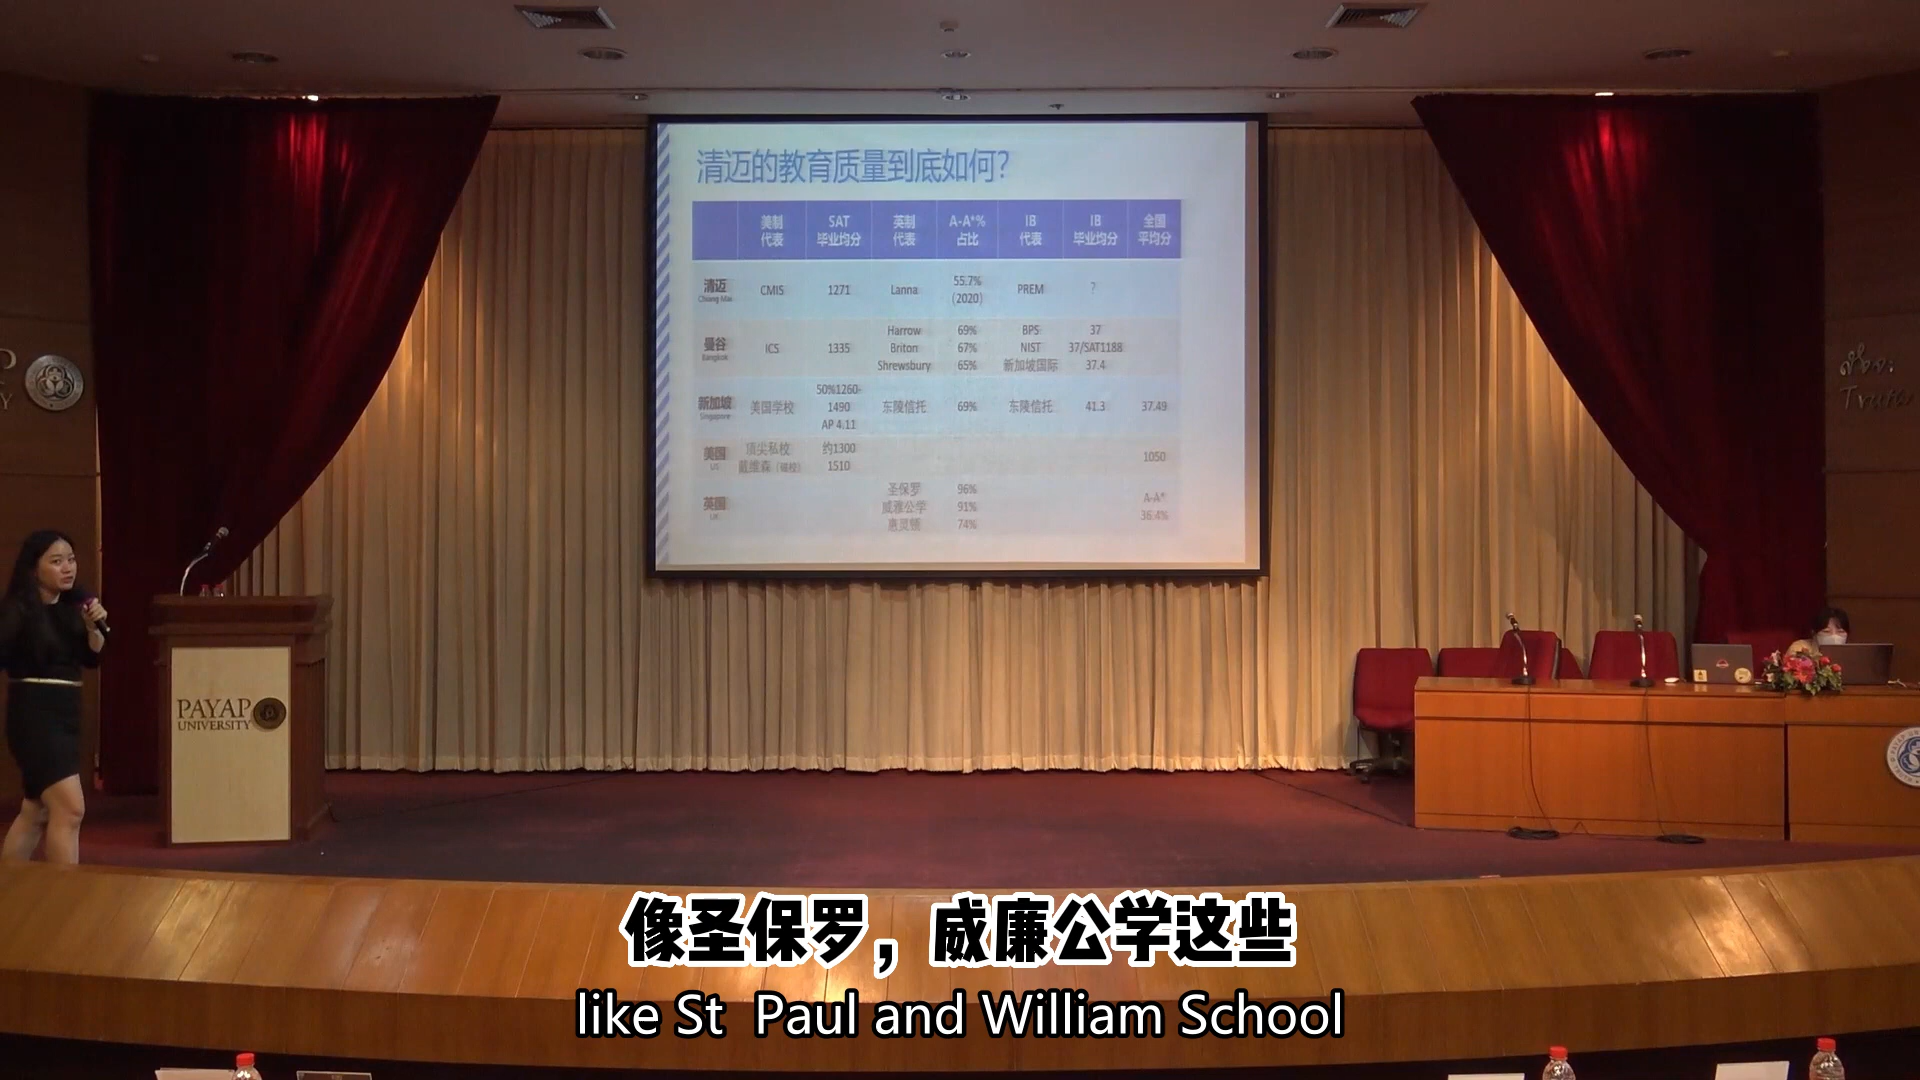 清迈的教育质量到底如何?
美制代表 SAT毕业均分 英制代表 A-A*%占比 IB代表 IB毕业均分 全国平均分
清迈 Chiang Mai CMIS 1271 Lanna 55.7% (2020) PREM ?
曼谷 Bangkok ICS 1335 Harrow 69% BPS 37
Briton 67% NIST 37/SAT1188
Shrewsbury 65% 新加坡国际 37.4
新加坡 Singapore 美国学校 50%1260-1490 AP 4.11 东陵信托 69% 东陵信托 41.3 37.49
美国 US 顶尖私校 约1300 1050
戴维森 1510
英国 UK 圣保罗 96% A-A* 36.4%
威雅公学 91%
惠灵顿 74%
PAYAP
UNIVERSITY
像圣保罗，威廉公学这些
like St  Paul and William School